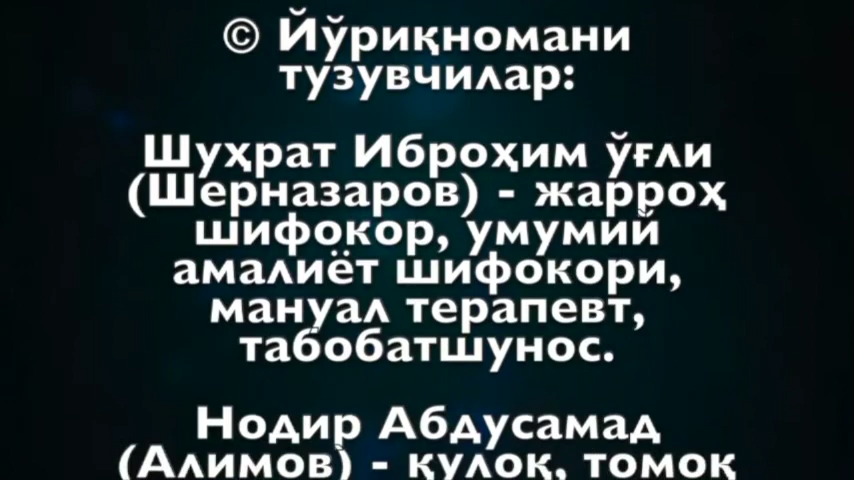 © Йўриқномани
тузувчилар:
Шуҳрат Иброҳим ўғли
(Шерназаров) - жарроҳ
шифокор, умумий
амалиёт шифокори,
мануал терапевт,
табобатшунос.
Нодир Абдусамад
(Алимов) - қулоқ, томоқ